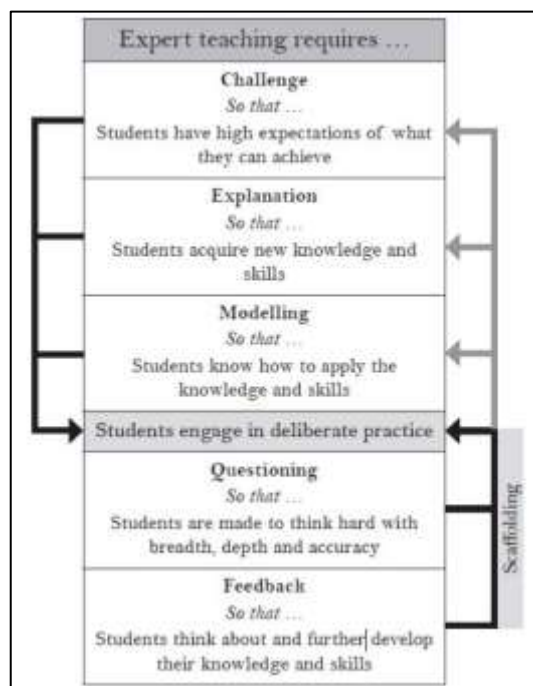 Expert teaching requires ...
Challenge
So that ...
Students have high expectations of what
they can achieve
Explanation
So that ...
Students acquire new knowledge and
skills
Modelling
So that ...
Students know how to apply the
knowledge and skills
Students engage in deliberate practice
Questioning
So that ...
Students are made to think hard with
breadth, depth and accuracy
Feedback
So that ...
Students think about and further develop
their knowledge and skills
Scaffolding